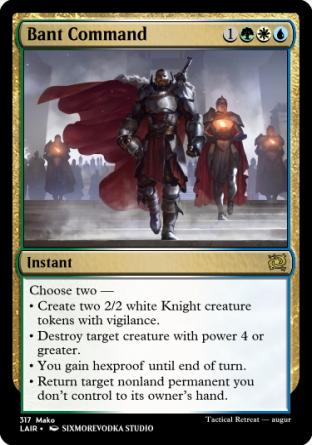 Bant Command 1
Instant
Choose two —
• Create two 2/2 white Knight creature
tokens with vigilance.
• Destroy target creature with power 4 or
greater.
• You gain hexproof until end of turn.
• Return target nonland permanent you
don't control to its owner's hand.
317 Mako Tactical Retreat — augur
LAIR • SIXMOREVODKA STUDIO